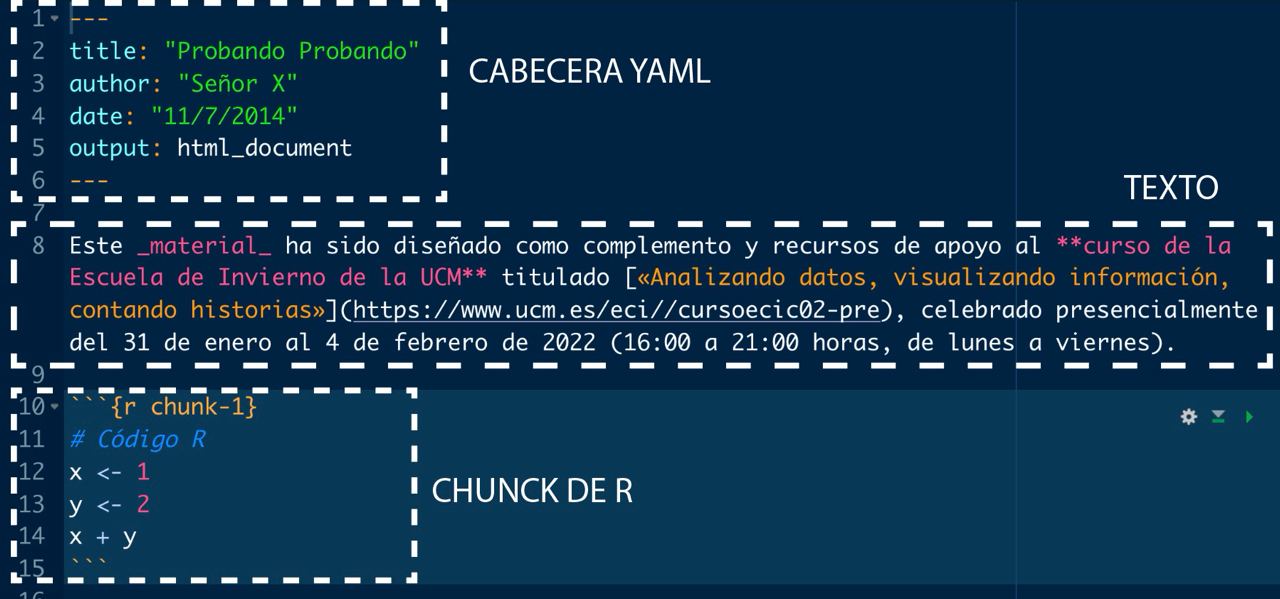 1 ---
2 title: "Probando Probando"
CABECERA YAML
3 author: "Señor X"
4 date: "11/7/2014"
5 output: html_document
6 ---
TEXTO
7
8 Este _material_ ha sido diseñado como complemento y recursos de apoyo al **curso de la
Escuela de Invierno de la UCM** titulado [«Analizando datos, visualizando información,
contando historias»](https://www.ucm.es/eci//cursoecic02-pre), celebrado presencialmente
del 31 de enero al 4 de febrero de 2022 (16:00 a 21:00 horas, de lunes a viernes).
9
10 ```{r chunk-1}
11 # Código R
12 x <- 1
CHUNCK DE R
13 y <- 2
14 x + y
15 ```
16